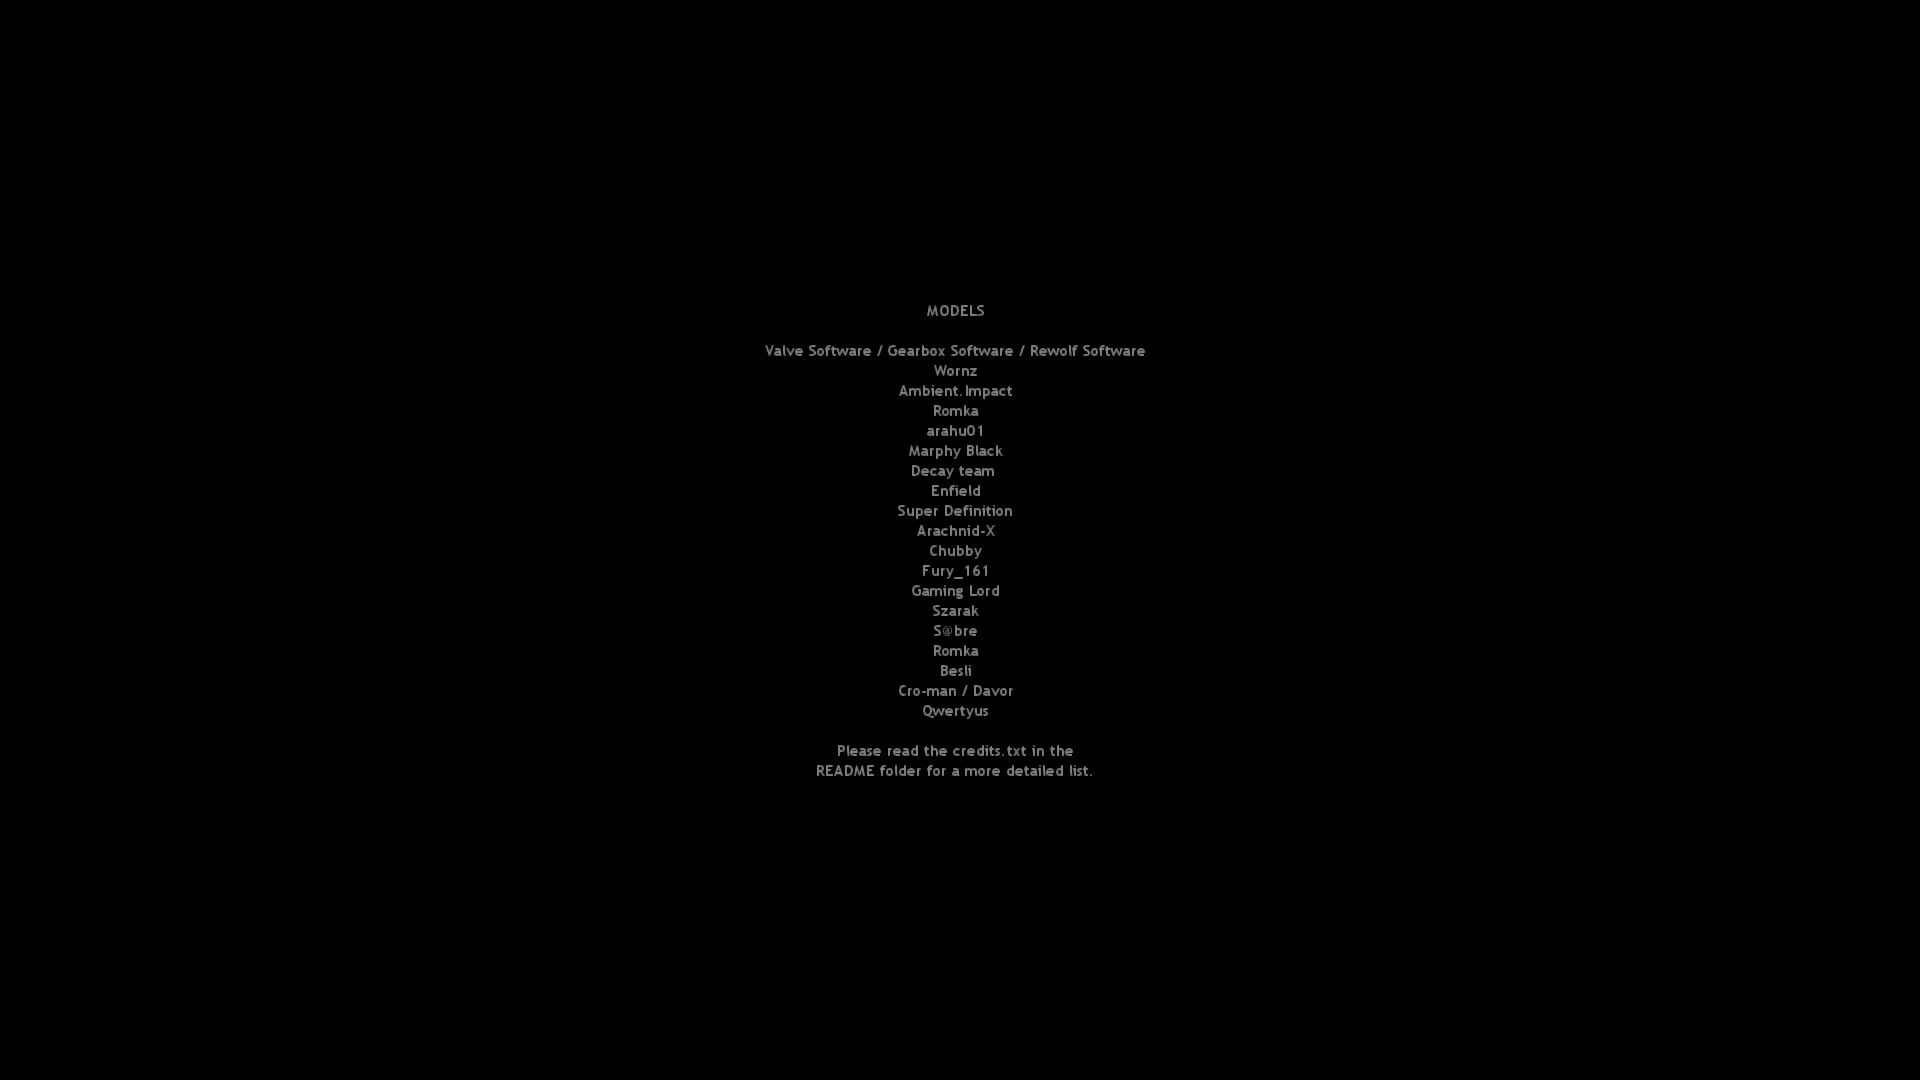 MODELS
Valve Software / Gearbox Software / Rewolf Software
Wornz
Ambient.Impact
Romka
arahu01
Marphy Black
Decay team
Enfield
Super Definition
Arachnid-X
Chubby
Fury_161
Gaming Lord
Szarak
S@bre
Romka
Besli
Cro-man / Davor
Qwertyus
Please read the credits.txt in the
README folder for a more detailed list.